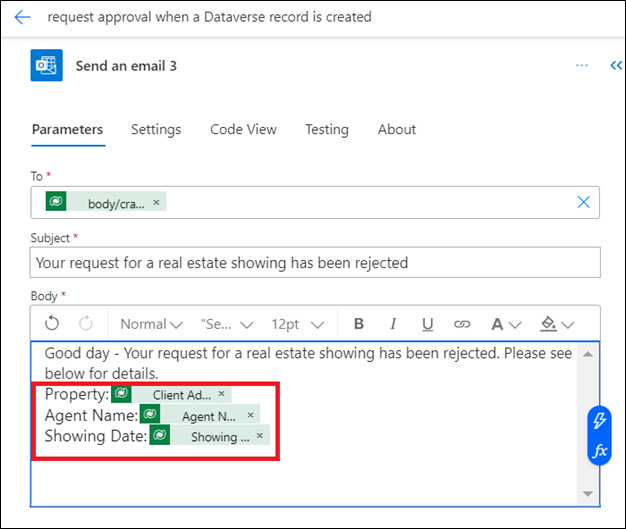 request approval when a Dataverse record is created
Send an email 3
Parameters Settings Code View Testing About
To *
body/cra... ×
Subject *
Your request for a real estate showing has been rejected
Body *
Normal "Se... 12pt B I U A
Good day - Your request for a real estate showing has been rejected. Please see
below for details.
Property: Client Ad... ×
Agent Name: Agent N... ×
Showing Date: Showing ... ×
fx